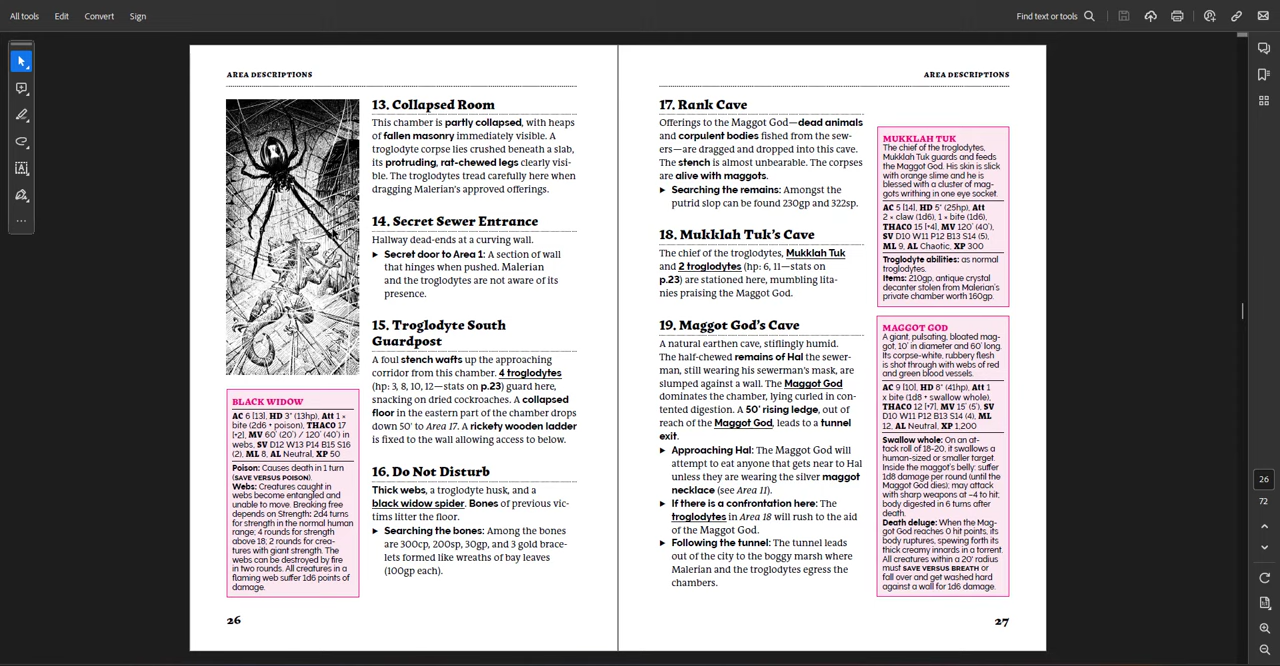 All tools
Edit
Convert
Sign
Find text or tools
AREA DESCRIPTIONS
13. Collapsed Room
This chamber is partly collapsed, with heaps
of fallen masonry immediately visible. A
troglodyte corpse lies crushed beneath a slab,
its protruding, rat-chewed legs clearly visi-
ble. The troglodytes tread carefully here when
dragging Malerian's approved offerings.
14. Secret Sewer Entrance
Hallway dead-ends at a curving wall.
► Secret door to Area 1: A section of wall
that hinges when pushed. Malerian
and the troglodytes are not aware of its
presence.
15. Troglodyte South
Guardpost
A foul stench wafts up the approaching
corridor from this chamber. 4 troglodytes
(hp: 3, 8, 10, 12—stats on p.23) guard here,
snacking on dried cockroaches. A collapsed
floor in the eastern part of the chamber drops
down 50' to Area 17. A rickety wooden ladder
is fixed to the wall allowing access to below.
16. Do Not Disturb
Thick webs, a troglodyte husk, and a
black widow spider. Bones of previous vic-
tims litter the floor.
► Searching the bones: Among the bones
are 300cp, 200sp, 30gp, and 3 gold brace-
lets formed like wreaths of bay leaves
(100gp each).
BLACK WIDOW
AC 6 [13], HD 3* (13hp), Att 1 ×
bite (2d6 + poison), THAC0 17
[+2], MV 60' (20') / 120' (40') in
webs, SV D12 W13 P14 B15 S16
(2), ML 8, AL Neutral, XP 50
Poison: Causes death in 1 turn
(SAVE VERSUS POISON).
Webs: Creatures caught in
webs become entangled and
unable to move. Breaking free
depends on Strength: 2d4 turns
for strength in the normal human
range; 4 rounds for strength
above 18; 2 rounds for crea-
tures with giant strength. The
webs can be destroyed by fire
in two rounds. All creatures in a
flaming web suffer 1d6 points of
damage.
26
AREA DESCRIPTIONS
17. Rank Cave
Offerings to the Maggot God—dead animals
and corpulent bodies fished from the sew-
ers—are dragged and dropped into this cave.
The stench is almost unbearable. The corpses
are alive with maggots.
► Searching the remains: Amongst the
putrid slop can be found 230gp and 322sp.
18. Mukklah Tuk's Cave
The chief of the troglodytes, Mukklah Tuk
and 2 troglodytes (hp: 6, 11—stats on
p.23) are stationed here, mumbling lita-
nies praising the Maggot God.
19. Maggot God's Cave
A natural earthen cave, stiflingly humid.
The half-chewed remains of Hal the sewer-
man, still wearing his sewerman's mask, are
slumped against a wall. The Maggot God
dominates the chamber, lying curled in con-
tented digestion. A 50' rising ledge, out of
reach of the Maggot God, leads to a tunnel
exit.
► Approaching Hal: The Maggot God will
attempt to eat anyone that gets near to Hal
unless they are wearing the silver maggot
necklace (see Area 11).
► If there is a confrontation here: The
troglodytes in Area 18 will rush to the aid
of the Maggot God.
► Following the tunnel: The tunnel leads
out of the city to the boggy marsh where
Malerian and the troglodytes egress the
chambers.
MUKKLAH TUK
The chief of the troglodytes,
Mukklah Tuk guards and feeds
the Maggot God. His skin is slick
with orange slime and he is
blessed with a cluster of mag-
gots writhing in one eye socket.
AC 5 [14], HD 5* (25hp), Att
2 × claw (1d6), 1 × bite (1d6),
THAC0 15 [+4], MV 120' (40'),
SV D10 W11 P12 B13 S14 (5),
ML 9, AL Chaotic, XP 300
Troglodyte abilities: as normal
troglodytes.
Items: 210gp, antique crystal
decanter stolen from Malerian's
private chamber worth 160gp.
MAGGOT GOD
A giant, pulsating, bloated mag-
got, 10' in diameter and 60' long.
Its corpse-white, rubbery flesh
is shot through with webs of red
and green blood vessels.
AC 9 [10], HD 8* (41hp), Att 1
x bite (1d8 + swallow whole),
THAC0 12 [+7], MV 15' (5'), SV
D10 W11 P12 B13 S14 (4), ML
12, AL Neutral, XP 1,200
Swallow whole: On an at-
tack roll of 18-20, it swallows a
human-sized or smaller target.
Inside the maggot's belly: suffer
1d8 damage per round (until the
Maggot God dies); may attack
with sharp weapons at –4 to hit;
body digested in 6 turns after
death.
Death deluge: When the Mag-
got God reaches 0 hit points, its
body ruptures, spewing forth its
thick creamy innards in a torrent.
All creatures within a 20' radius
must SAVE VERSUS BREATH or
fall over and get washed hard
against a wall for 1d6 damage.
27
26
72